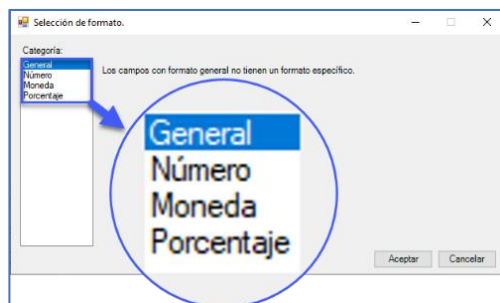 Selección de formato.
Categoría:
General
Número
Moneda
Porcentaje
Los campos con formato general no tienen un formato específico.
General
Número
Moneda
Porcentaje
Aceptar
Cancelar